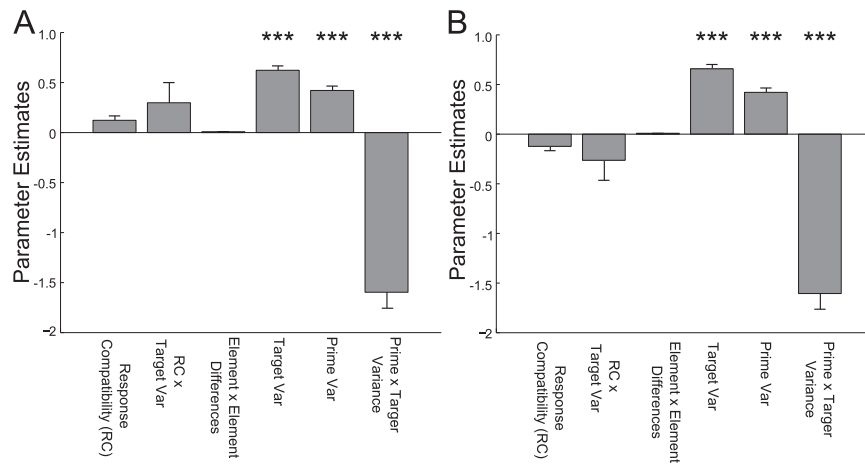 A
Parameter Estimates
1.0
0.5
0
-0.5
-1
-1.5
-2
***
***
***
Response
Compatibility (RC)
RC x
Target Var
Element x Element
Differences
Target Var
Prime Var
Prime x Targer
Variance
B
Parameter Estimates
1.0
0.5
0
-0.5
-1
-1.5
-2
***
***
***
Response
Compatibility (RC)
RC x
Target Var
Element x Element
Differences
Target Var
Prime Var
Prime x Targer
Variance